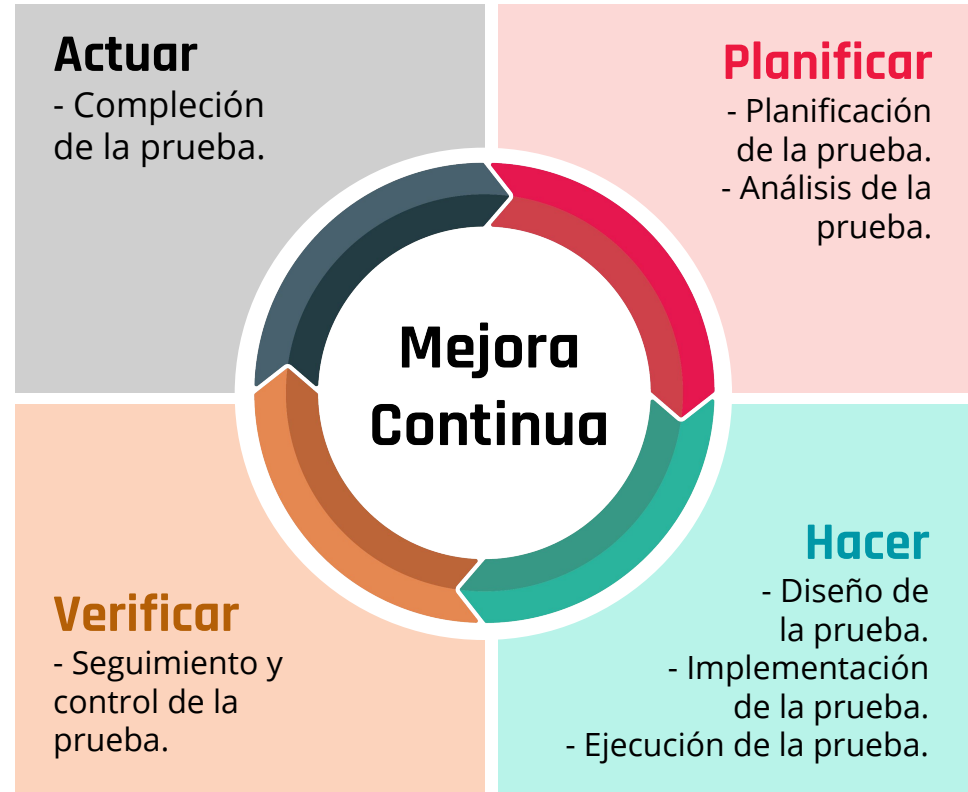 Actuar
- Compleción
de la prueba.
Planificar
- Planificación
de la prueba.
- Análisis de la
prueba.
Mejora
Continua
Verificar
- Seguimiento y
control de la
prueba.
Hacer
- Diseño de
la prueba.
- Implementación
de la prueba.
- Ejecución de la prueba.